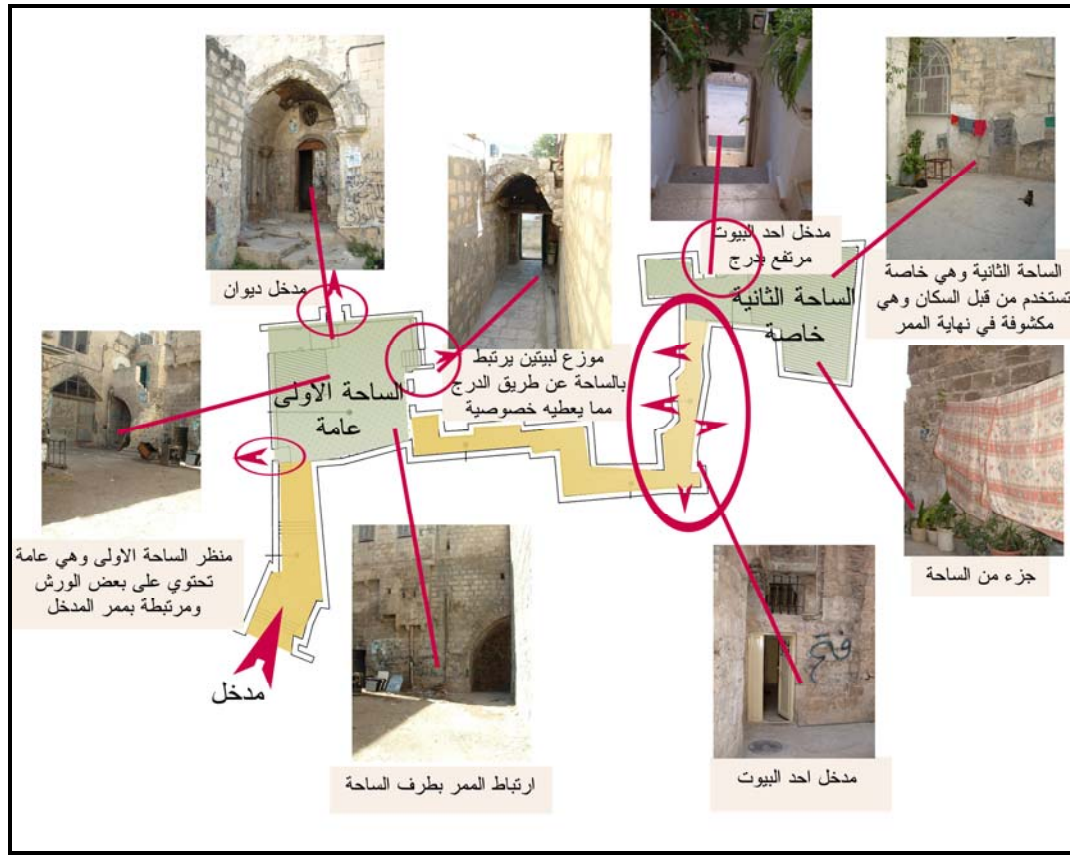 مدخل ديوان
مدخل احد البيوت
مرتفع بدرج
الساحة الثانية وهي خاصة
تستخدم من قبل السكان وهي
مكشوفة في نهاية الممر
الساحة الثانية
خاصة
موزع لبيتين يرتبط
بالساحة عن طريق الدرج
مما يعطيه خصوصية
الساحة الاولى
عامة
منظر الساحة الاولى وهي عامة
تحتوي على بعض الورش
ومرتبطة بممر المدخل
جزء من الساحة
فتح
مدخل
ارتباط الممر بطرف الساحة
مدخل احد البيوت